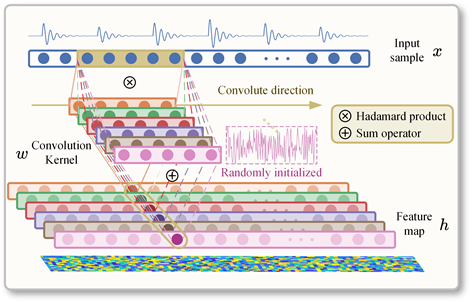 Input
sample x
⊗
Convolute direction
⊗ Hadamard product
⊕ Sum operator
w Convolution
Kernel
⊕
Randomly initialized
Feature
map h